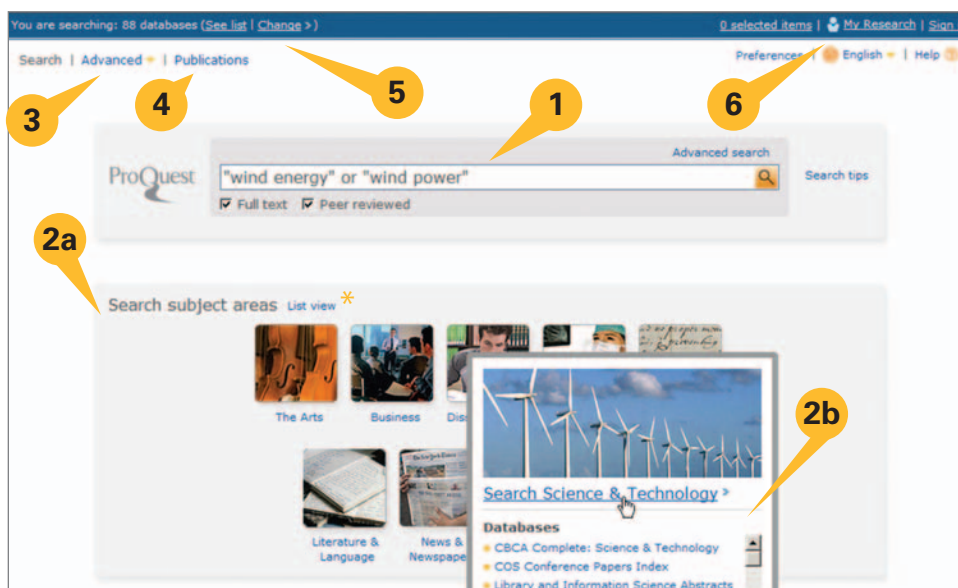 You are searching: 88 databases (See list | Change >)
0 selected items | My Research | Sign
Search | Advanced | Publications
Preferences | English | Help
3
4
5
1
6
Advanced search
ProQuest
"wind energy" or "wind power"
Search tips
Full text Peer reviewed
2a
Search subject areas List view *
The Arts
Business
Dis
2b
Search Science & Technology >
Databases
Literature &
Language
News &
Newspape
CBCA Complete: Science & Technology
COS Conference Papers Index
Library and Information Science Abstracts